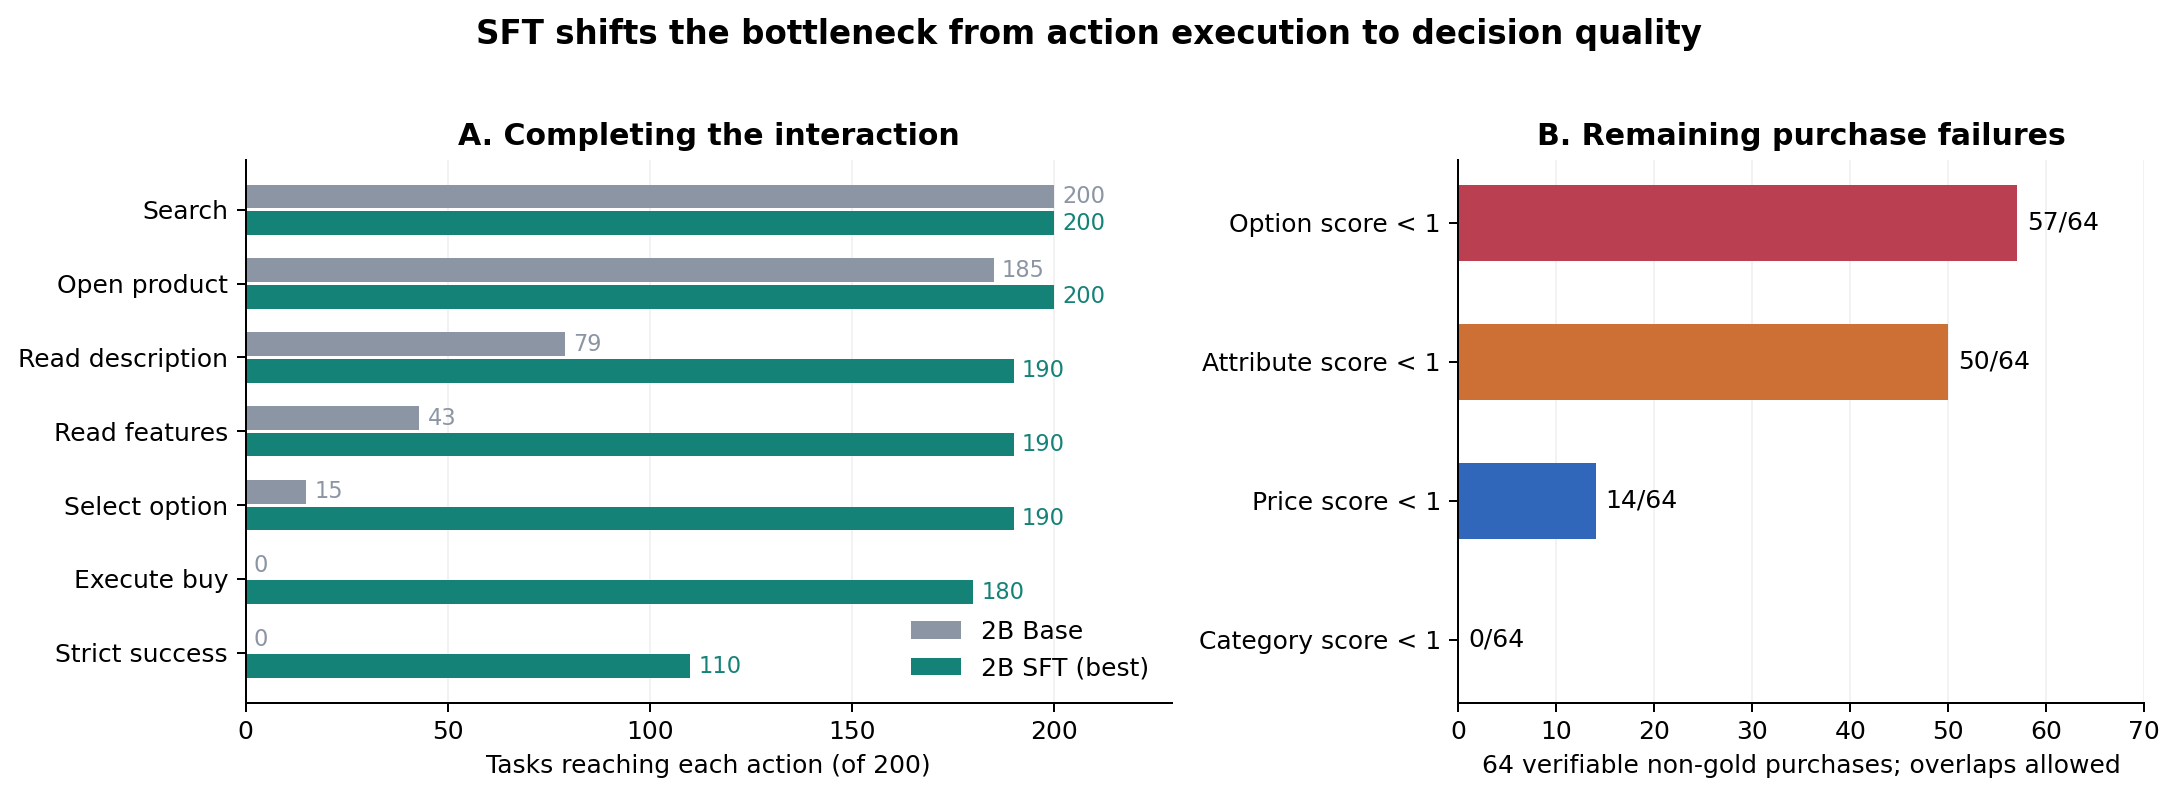 SFT shifts the bottleneck from action execution to decision quality
A. Completing the interaction
Search
200
200
Open product
185
200
Read description
79
190
Read features
43
190
Select option
15
190
Execute buy
0
180
Strict success
0
110
2B Base
2B SFT (best)
0 50 100 150 200
Tasks reaching each action (of 200)
B. Remaining purchase failures
Option score < 1
57/64
Attribute score < 1
50/64
Price score < 1
14/64
Category score < 1
0/64
0 10 20 30 40 50 60 70
64 verifiable non-gold purchases; overlaps allowed